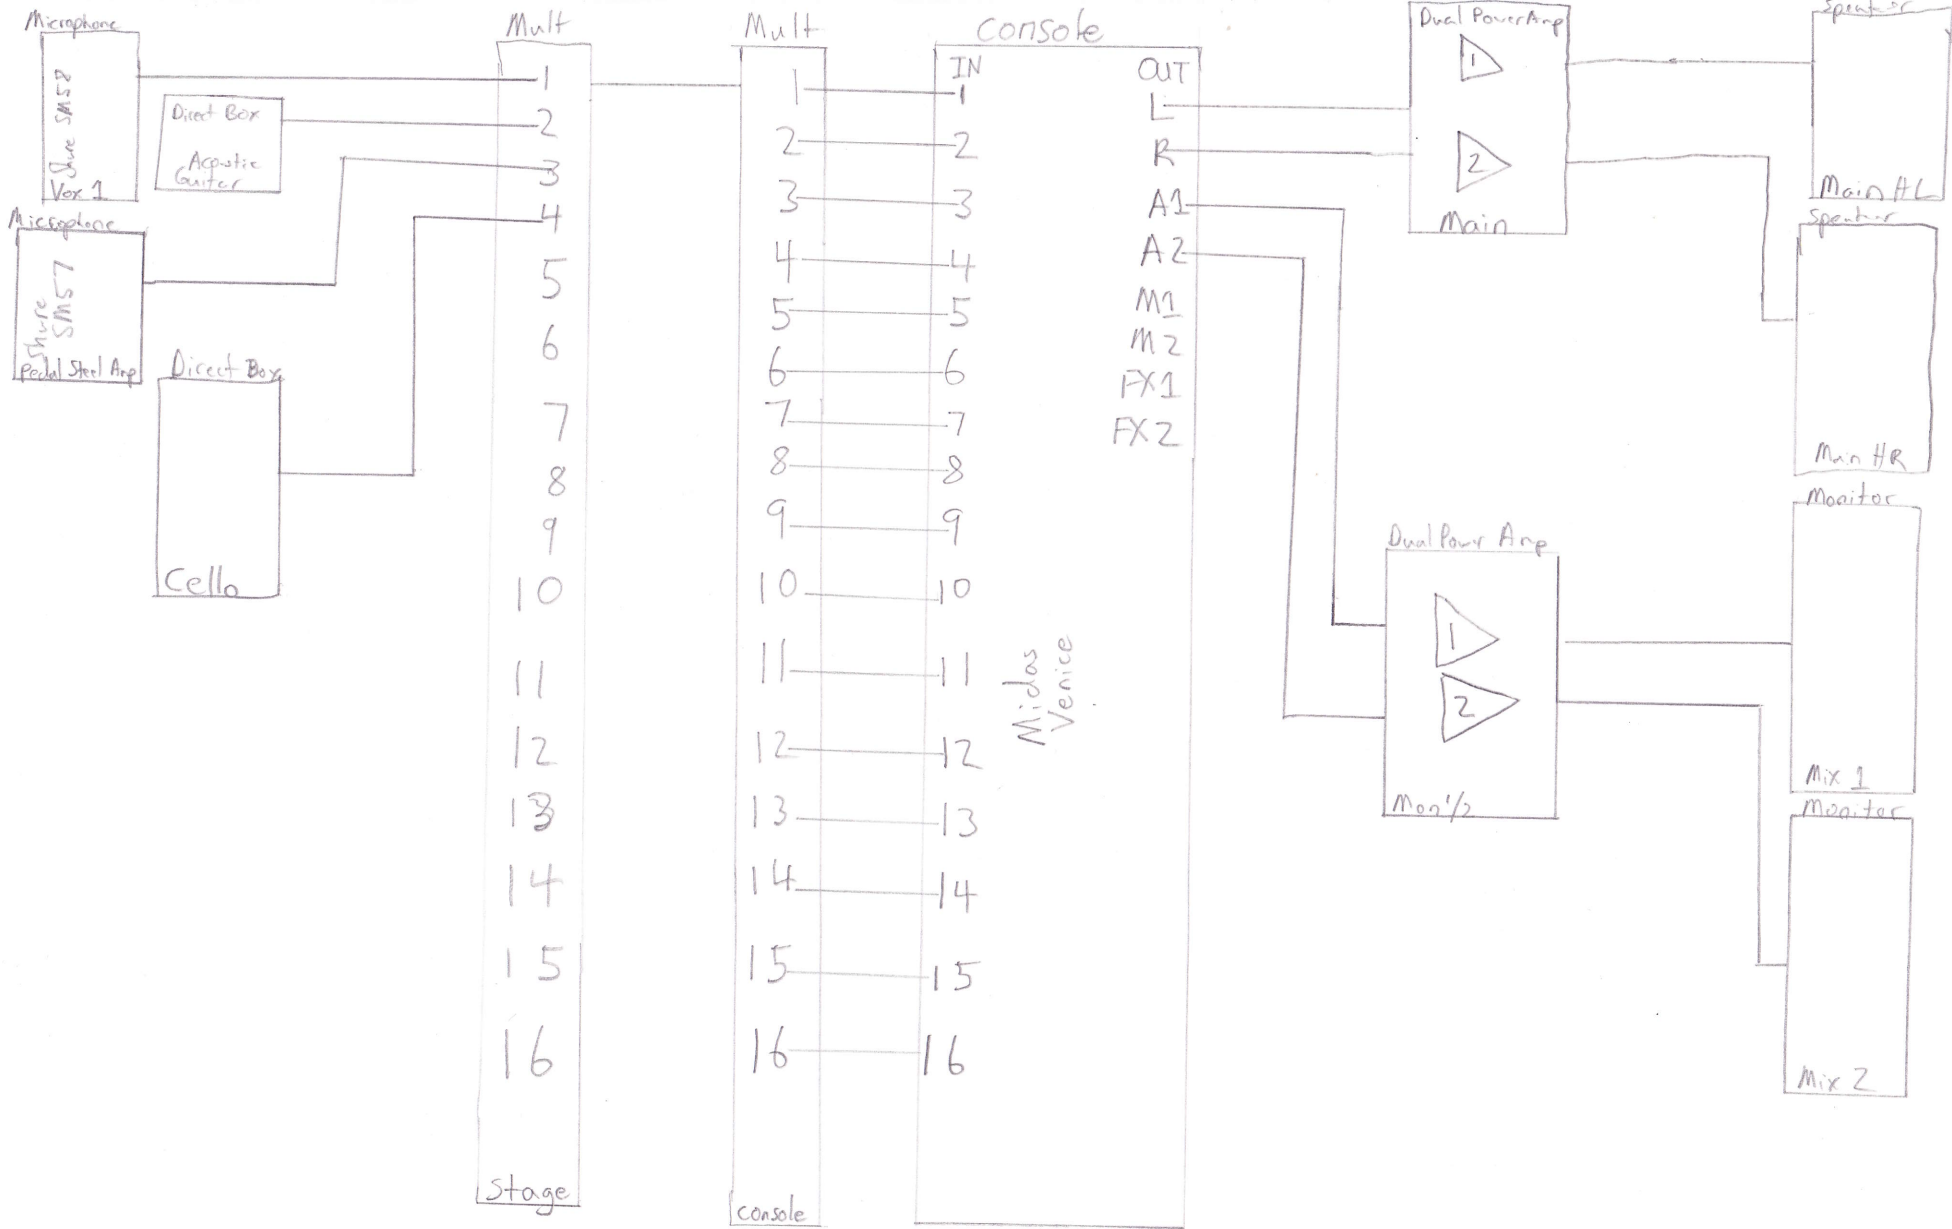 Microphone
Shure SM58
Vox 1
Direct Box
Acoustic
Guitar
Microphone
Shure
SM57
Pedal Steel Amp
Direct Box
Cello
Mult
1
2
3
4
5
6
7
8
9
10
11
12
13
14
15
16
Stage
Mult
1
2
3
4
5
6
7
8
9
10
11
12
13
14
15
16
Console
Console
IN
1
2
3
4
5
6
7
8
9
10
11
12
13
14
15
16
Midas
Venice
OUT
L
R
A1
A2
M1
M2
FX1
FX2
Dual Power Amp
1
2
Main
Dual Power Amp
1
2
Mon 1/2
Speaker
Main HL
Speaker
Main HR
Monitor
Mix 1
Monitor
Mix 2